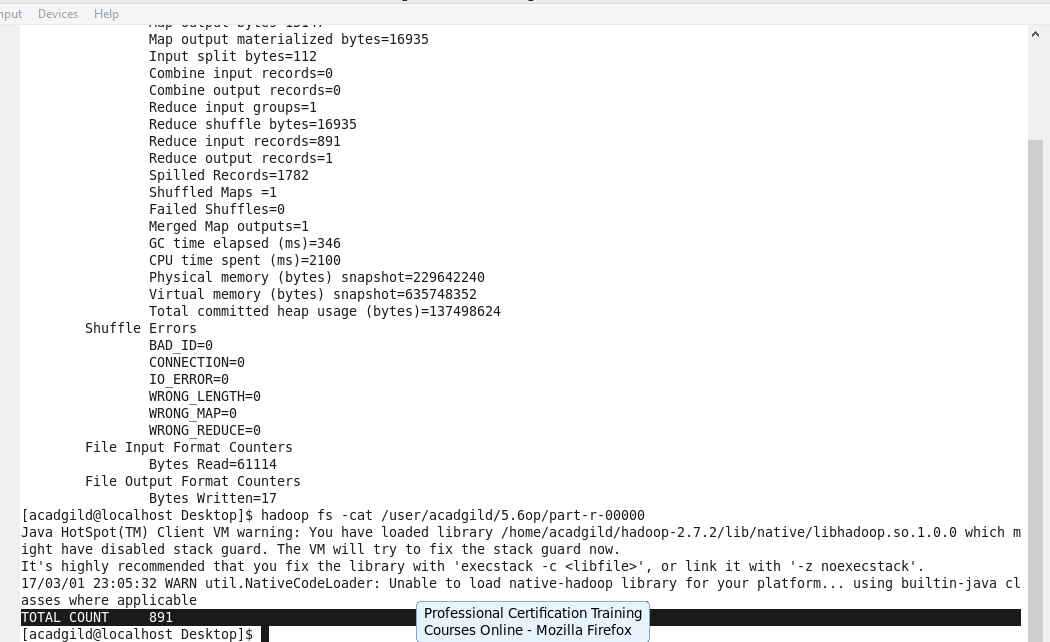 nput Devices Help
Map output bytes=15147
Map output materialized bytes=16935
Input split bytes=112
Combine input records=0
Combine output records=0
Reduce input groups=1
Reduce shuffle bytes=16935
Reduce input records=891
Reduce output records=1
Spilled Records=1782
Shuffled Maps =1
Failed Shuffles=0
Merged Map outputs=1
GC time elapsed (ms)=346
CPU time spent (ms)=2100
Physical memory (bytes) snapshot=229642240
Virtual memory (bytes) snapshot=635748352
Total committed heap usage (bytes)=137498624
Shuffle Errors
BAD_ID=0
CONNECTION=0
IO_ERROR=0
WRONG_LENGTH=0
WRONG_MAP=0
WRONG_REDUCE=0
File Input Format Counters
Bytes Read=61114
File Output Format Counters
Bytes Written=17
[acadgild@localhost Desktop]$ hadoop fs -cat /user/acadgild/5.6op/part-r-00000
Java HotSpot(TM) Client VM warning: You have loaded library /home/acadgild/hadoop-2.7.2/lib/native/libhadoop.so.1.0.0 which m
ight have disabled stack guard. The VM will try to fix the stack guard now.
It's highly recommended that you fix the library with 'execstack -c <libfile>', or link it with '-z noexecstack'.
17/03/01 23:05:32 WARN util.NativeCodeLoader: Unable to load native-hadoop library for your platform... using builtin-java cl
asses where applicable
TOTAL COUNT 891
[acadgild@localhost Desktop]$
Professional Certification Training
Courses Online - Mozilla Firefox